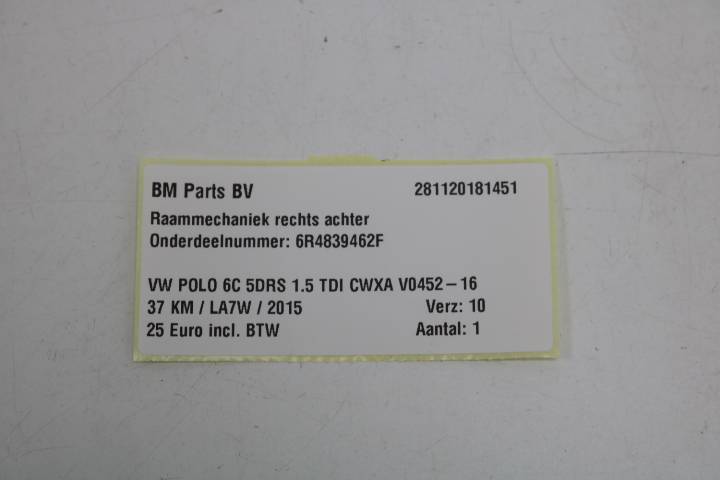 BM Parts BV 281120181451
Raammechaniek rechts achter
Onderdeelnummer: 6R4839462F
VW POLO 6C 5DRS 1.5 TDI CWXA V0452-16
37 KM / LA7W / 2015 Verz: 10
25 Euro incl. BTW Aantal: 1